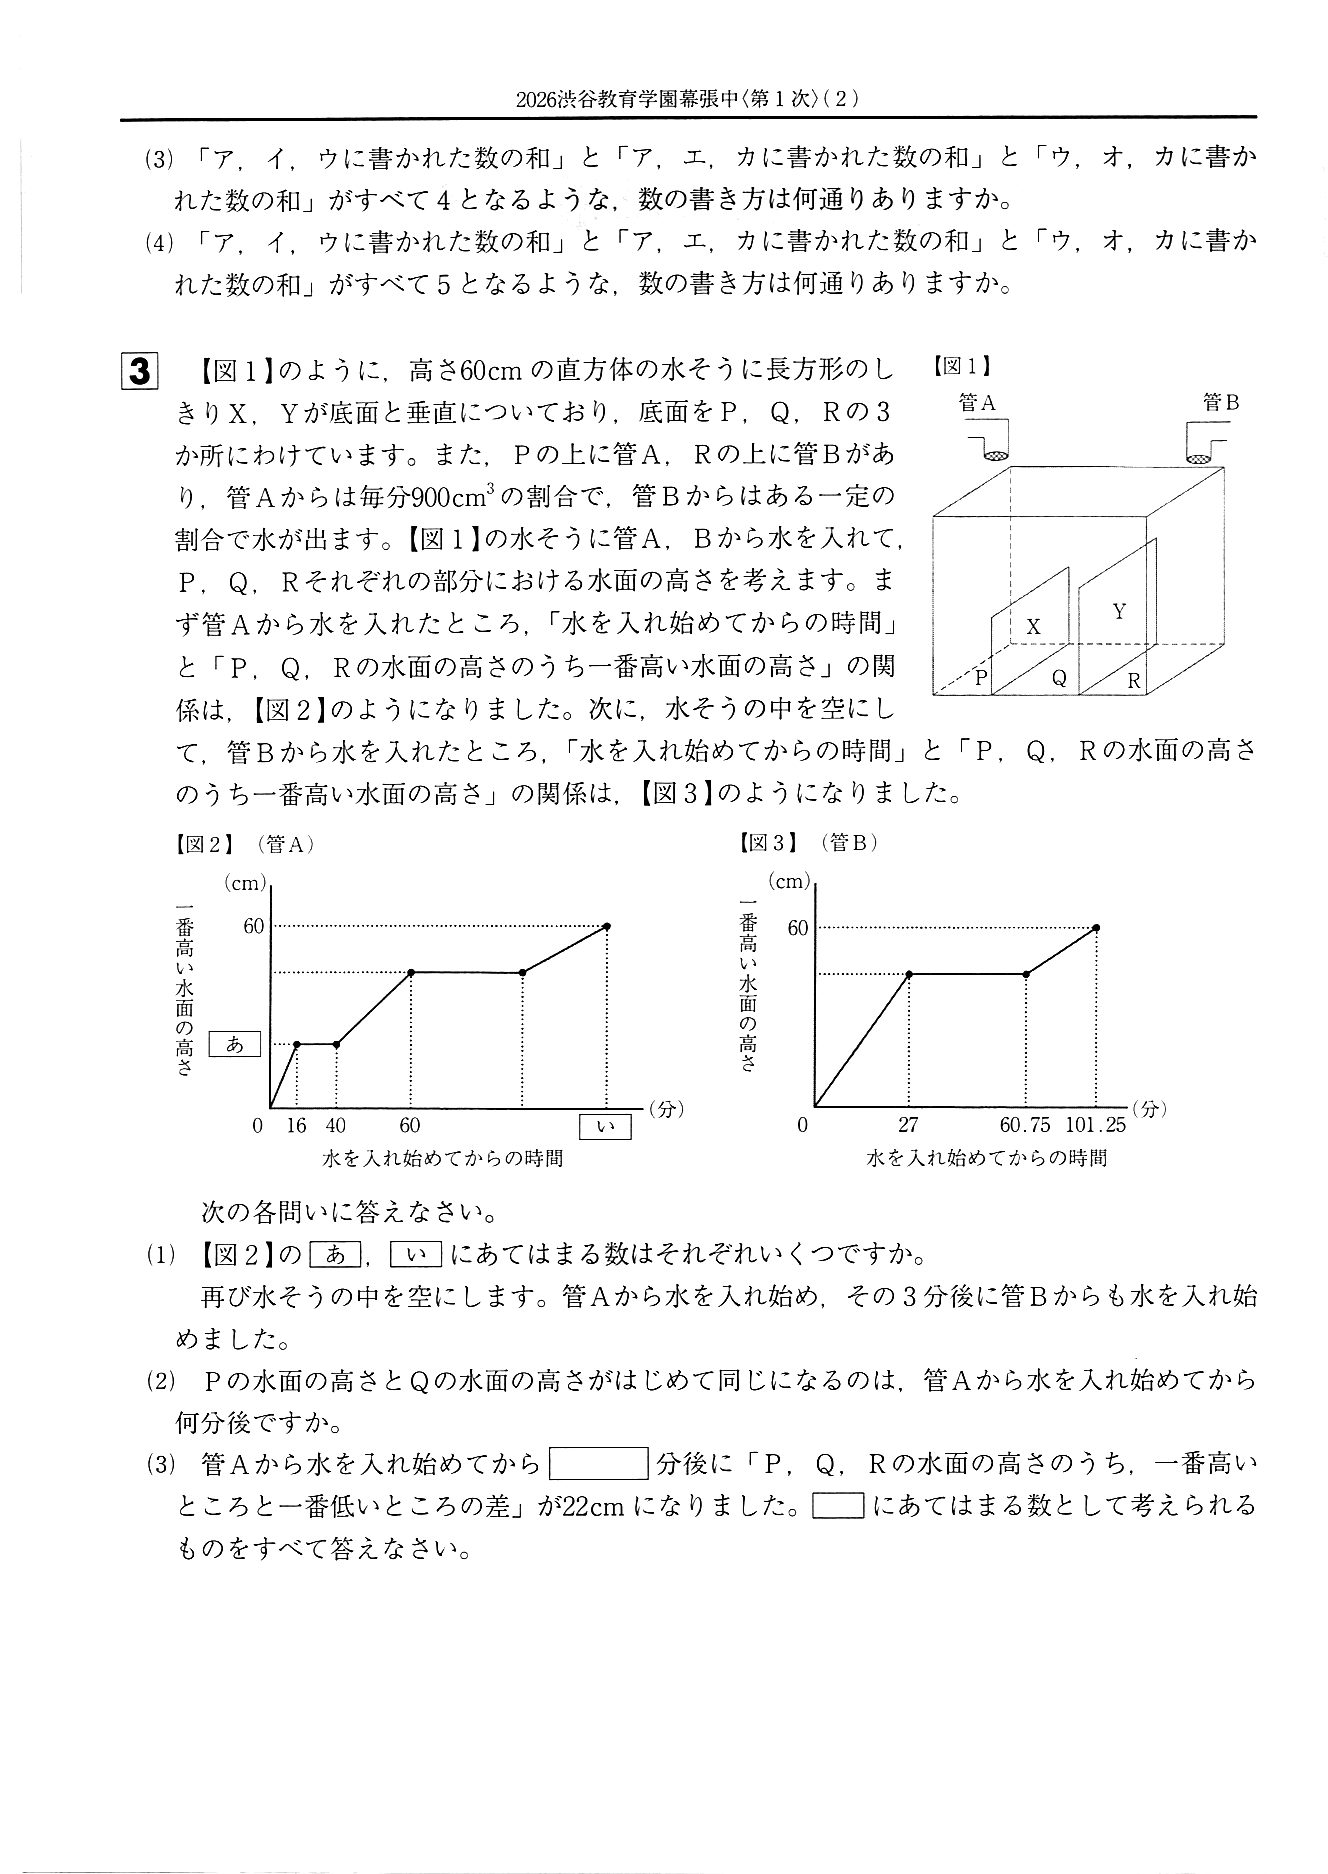 2026渋谷教育学園幕張中〈第1次〉(2)
(3) 「ア，イ，ウに書かれた数の和」と「ア，エ，カに書かれた数の和」と「ウ，オ，カに書か
れた数の和」がすべて4となるような，数の書き方は何通りありますか。
(4) 「ア，イ，ウに書かれた数の和」と「ア，エ，カに書かれた数の和」と「ウ，オ，カに書か
れた数の和」がすべて5となるような，数の書き方は何通りありますか。
3 【図1】のように，高さ60cmの直方体の水そうに長方形のし
きりX，Yが底面と垂直についており，底面をP，Q，Rの3
か所にわけています。また，Pの上に管A，Rの上に管Bがあ
り，管Aからは毎分900cm³の割合で，管Bからはある一定の
割合で水が出ます。【図1】の水そうに管A，Bから水を入れて，
P，Q，Rそれぞれの部分における水面の高さを考えます。ま
ず管Aから水を入れたところ，「水を入れ始めてからの時間」
と「P，Q，Rの水面の高さのうち一番高い水面の高さ」の関
係は，【図2】のようになりました。次に，水そうの中を空にし
て，管Bから水を入れたところ，「水を入れ始めてからの時間」と「P，Q，Rの水面の高さ
のうち一番高い水面の高さ」の関係は，【図3】のようになりました。
【図1】
管A
管B
X
Y
P
Q
R
【図2】（管A）
(cm)
一番高い水面の高さ
60
あ
0 16 40 60 い (分)
水を入れ始めてからの時間
【図3】（管B）
(cm)
一番高い水面の高さ
60
0 27 60.75 101.25 (分)
水を入れ始めてからの時間
次の各問いに答えなさい。
(1) 【図2】の あ ， い にあてはまる数はそれぞれいくつですか。
再び水そうの中を空にします。管Aから水を入れ始め，その3分後に管Bからも水を入れ始
めました。
(2) Pの水面の高さとQの水面の高さがはじめて同じになるのは，管Aから水を入れ始めてから
何分後ですか。
(3) 管Aから水を入れ始めてから 分後に「P，Q，Rの水面の高さのうち，一番高い
ところと一番低いところの差」が22cmになりました。 にあてはまる数として考えられる
ものをすべて答えなさい。